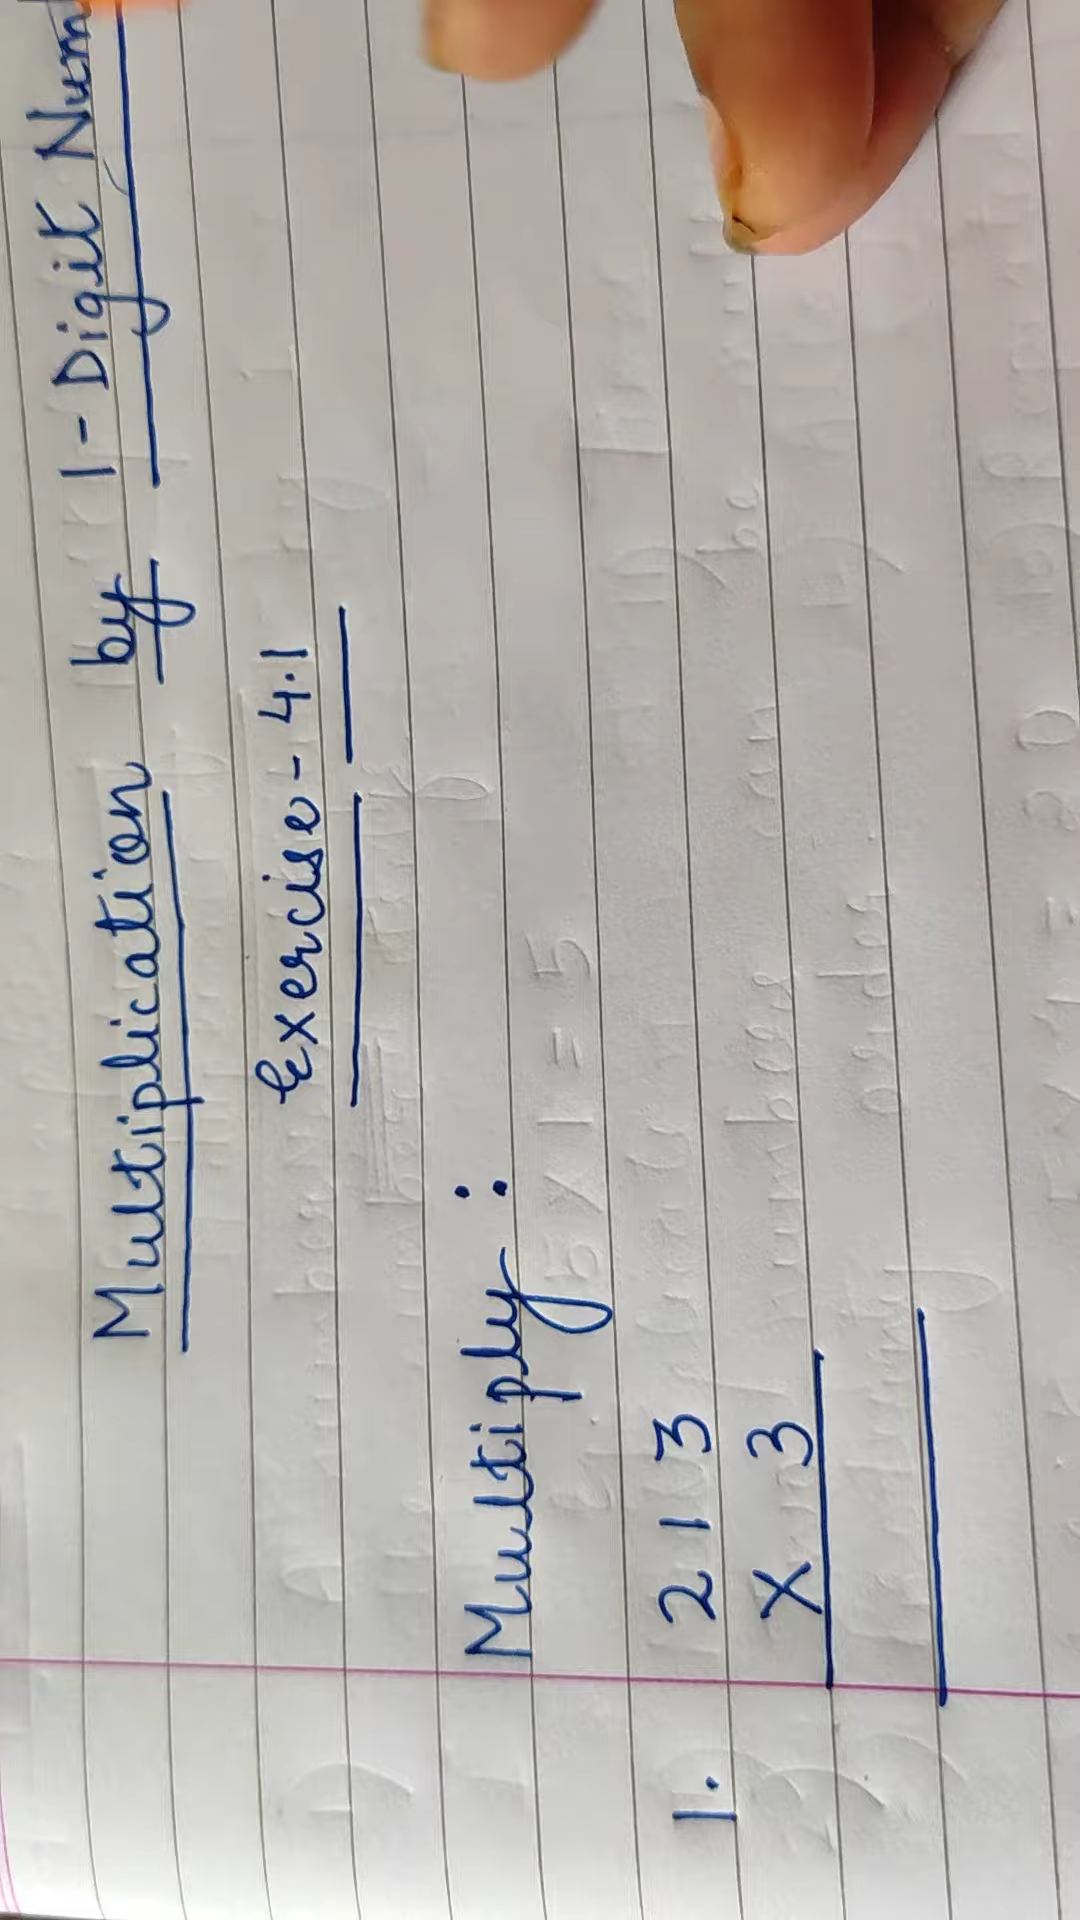 Multiplication by 1-Digit Num
Exercise - 4.1
Multiply :
1. 213
X 3